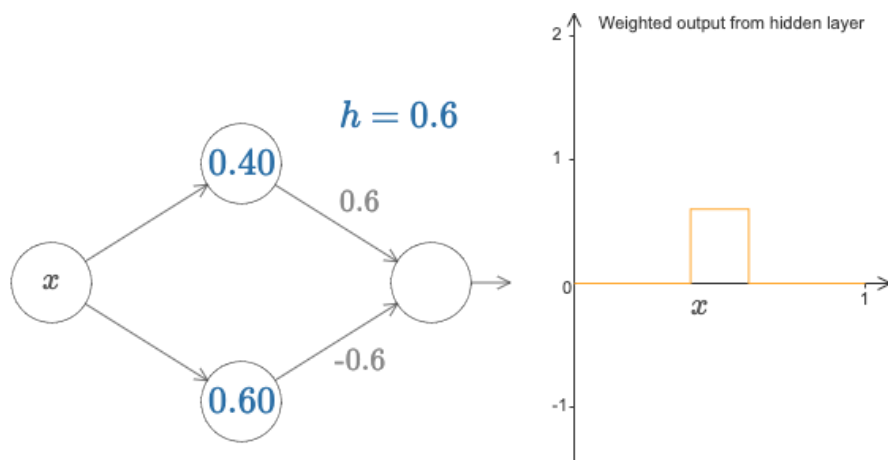 h = 0.6
0.40
0.6
x
-0.6
0.60
Weighted output from hidden layer
2
1
0
x
1
-1